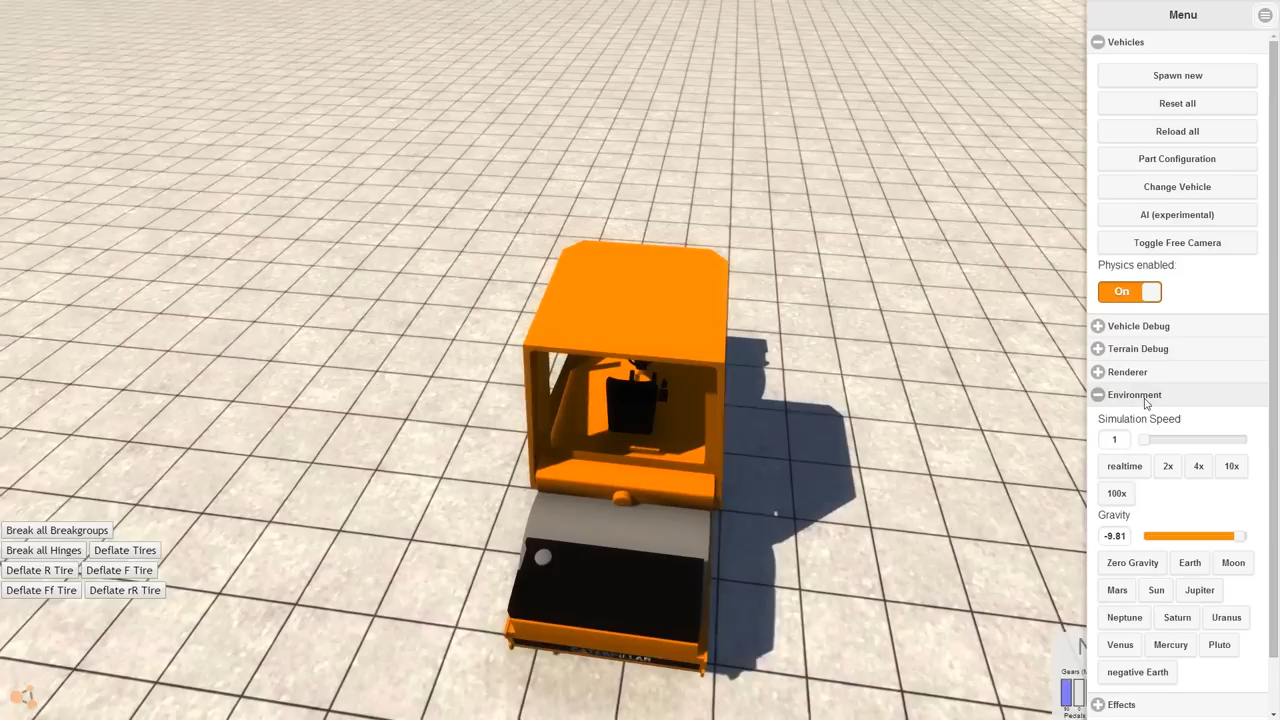 Menu
Vehicles
Spawn new
Reset all
Reload all
Part Configuration
Change Vehicle
AI (experimental)
Toggle Free Camera
Physics enabled:
On
Vehicle Debug
Terrain Debug
Renderer
Environment
Simulation Speed
1
realtime 2x 4x 10x
100x
Gravity
-9.81
Zero Gravity Earth Moon
Mars Sun Jupiter
Neptune Saturn Uranus
Venus Mercury Pluto
negative Earth
Effects
Break all Breakgroups
Break all Hinges Deflate Tires
Deflate R Tire Deflate F Tire
Deflate Ff Tire Deflate rR Tire
CATERPILLAR
N
Gears (
Pedals